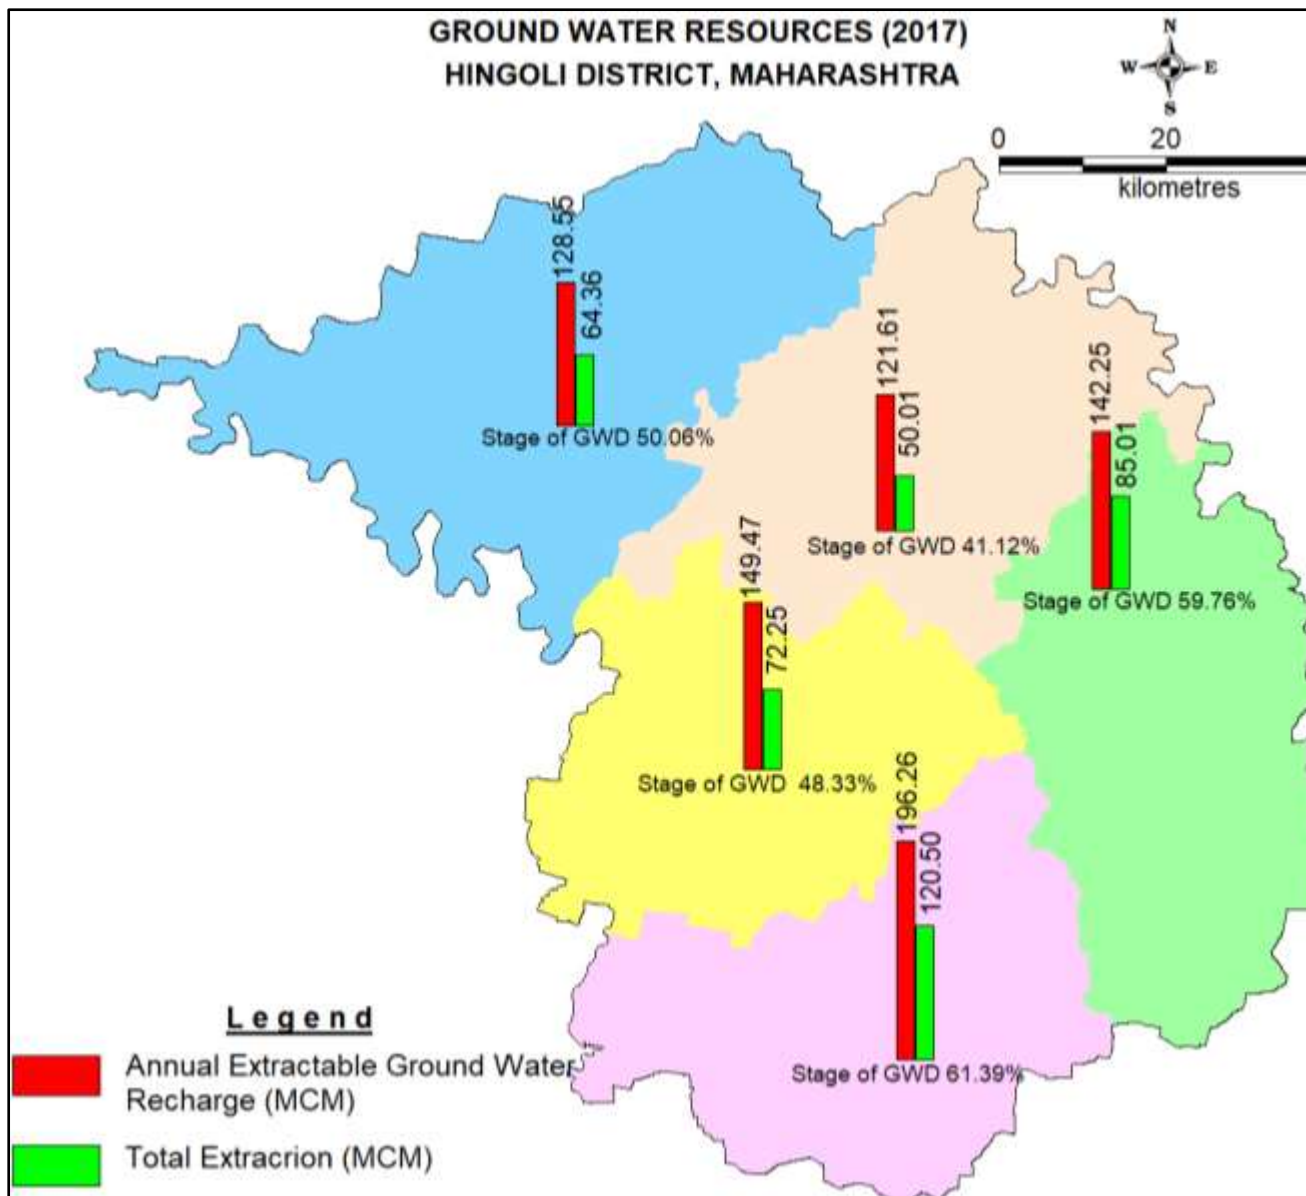 GROUND WATER RESOURCES (2017)
HINGOLI DISTRICT, MAHARASHTRA
N
W E
S
0 20
kilometres
128.55
64.36
Stage of GWD 50.06%
121.61
50.01
Stage of GWD 41.12%
142.25
85.01
Stage of GWD 59.76%
149.47
72.25
Stage of GWD 48.33%
196.26
120.50
Stage of GWD 61.39%
Legend
Annual Extractable Ground Water
Recharge (MCM)
Total Extracrion (MCM)